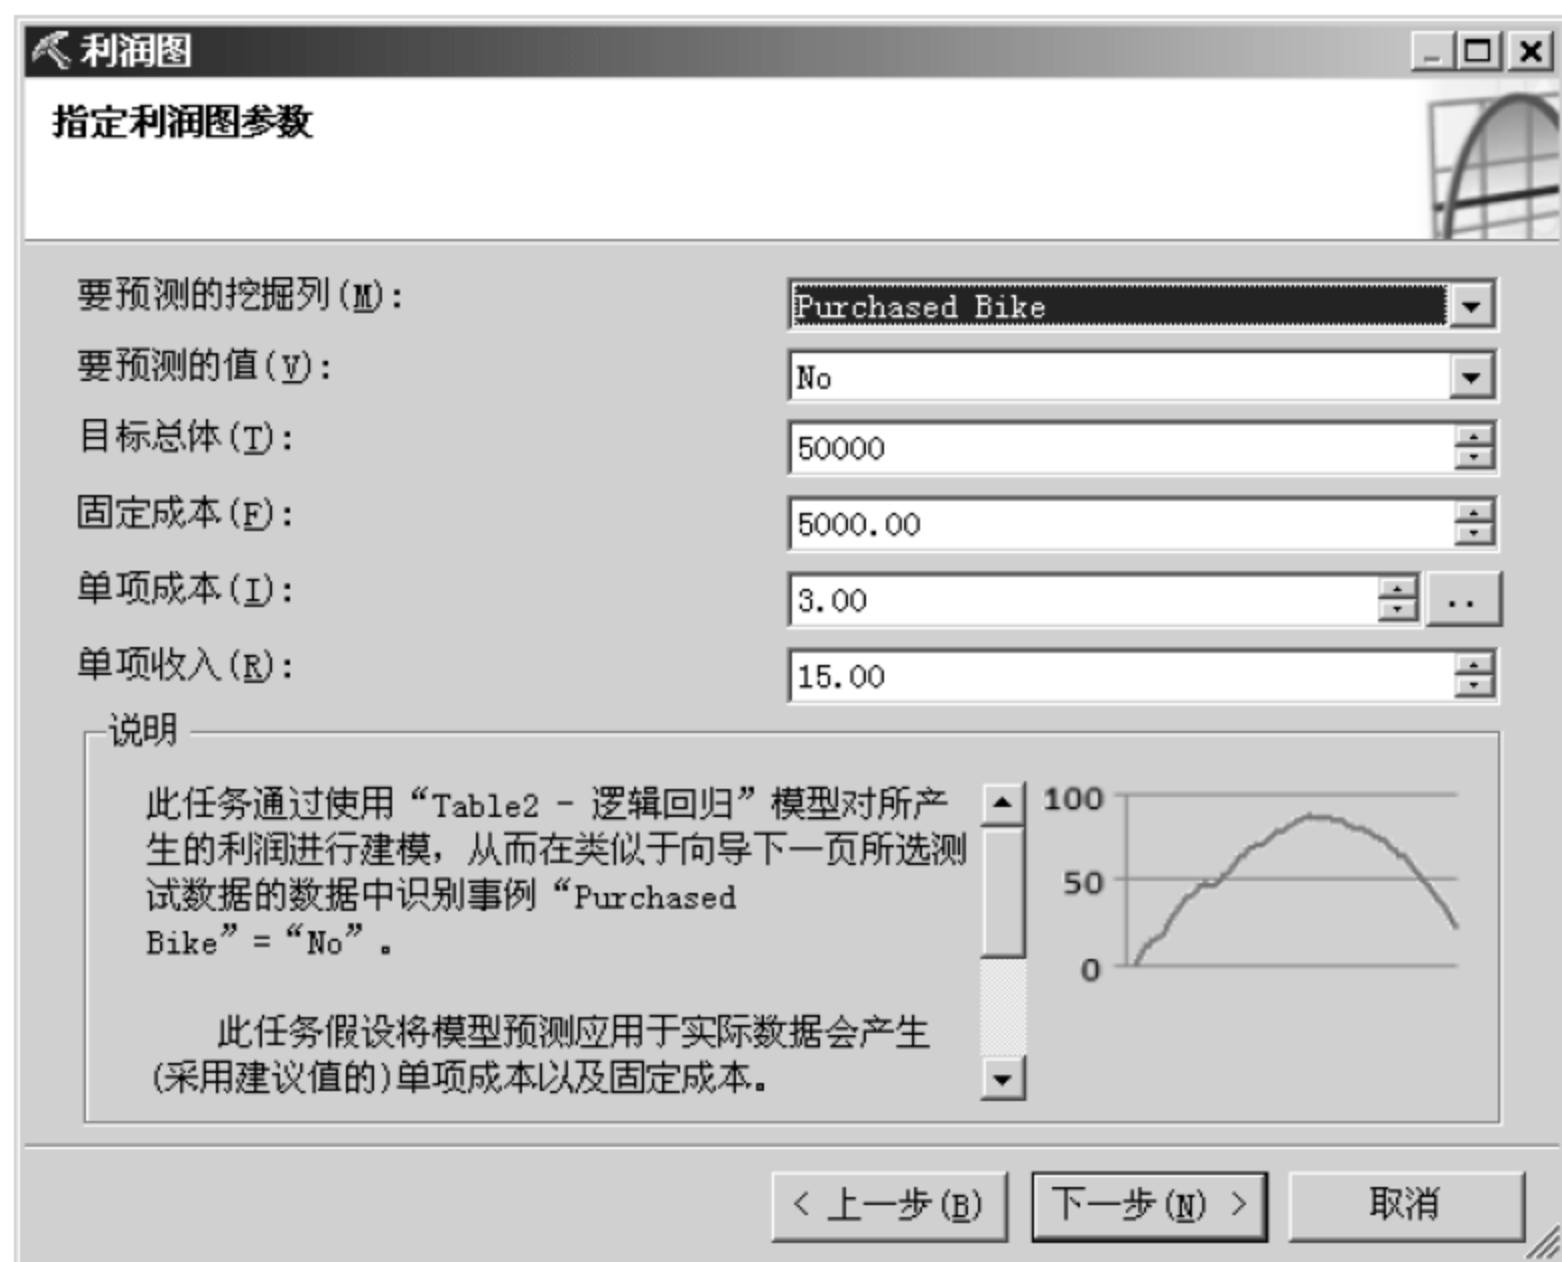 利润图
指定利润图参数
要预测的挖掘列(M):
Purchased Bike
要预测的值(V):
No
目标总体(T):
50000
固定成本(F):
5000.00
单项成本(I):
3.00
..
单项收入(R):
15.00
说明
此任务通过使用“Table2 - 逻辑回归”模型对所产
生的利润进行建模，从而在类似于向导下一页所选测
试数据的数据中识别事例“Purchased
Bike”=“No”。
此任务假设将模型预测应用于实际数据会产生
(采用建议值的)单项成本以及固定成本。
100
50
0
< 上一步(B)
下一步(N) >
取消